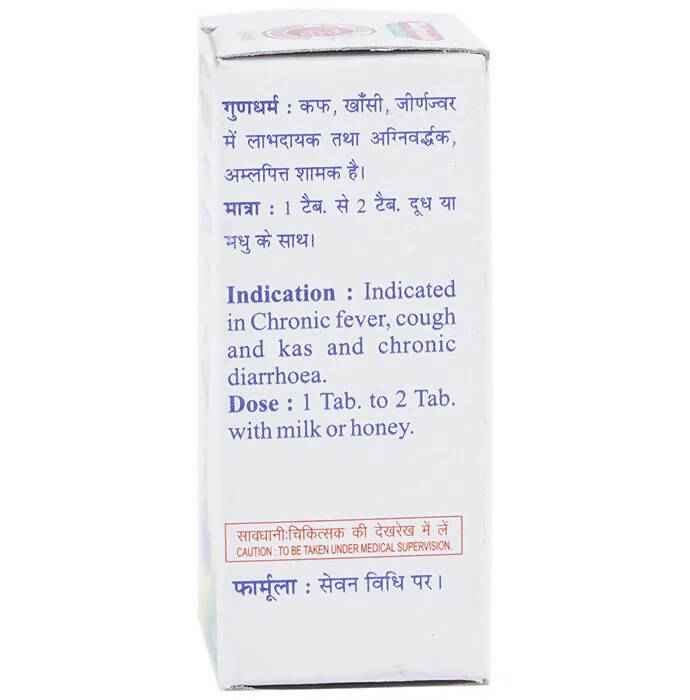 गुणधर्म : कफ, खाँसी, जीर्णज्वर
में लाभदायक तथा अग्निवर्द्धक,
अम्लपित्त शामक है।
मात्रा : 1 टैब. से 2 टैब. दूध या
मधु के साथ।
Indication : Indicated
in Chronic fever, cough
and kas and chronic
diarrhoea.
Dose : 1 Tab. to 2 Tab.
with milk or honey.
सावधानी:चिकित्सक की देखरेख में लें
CAUTION : TO BE TAKEN UNDER MEDICAL SUPERVISION.
फार्मूला : सेवन विधि पर।